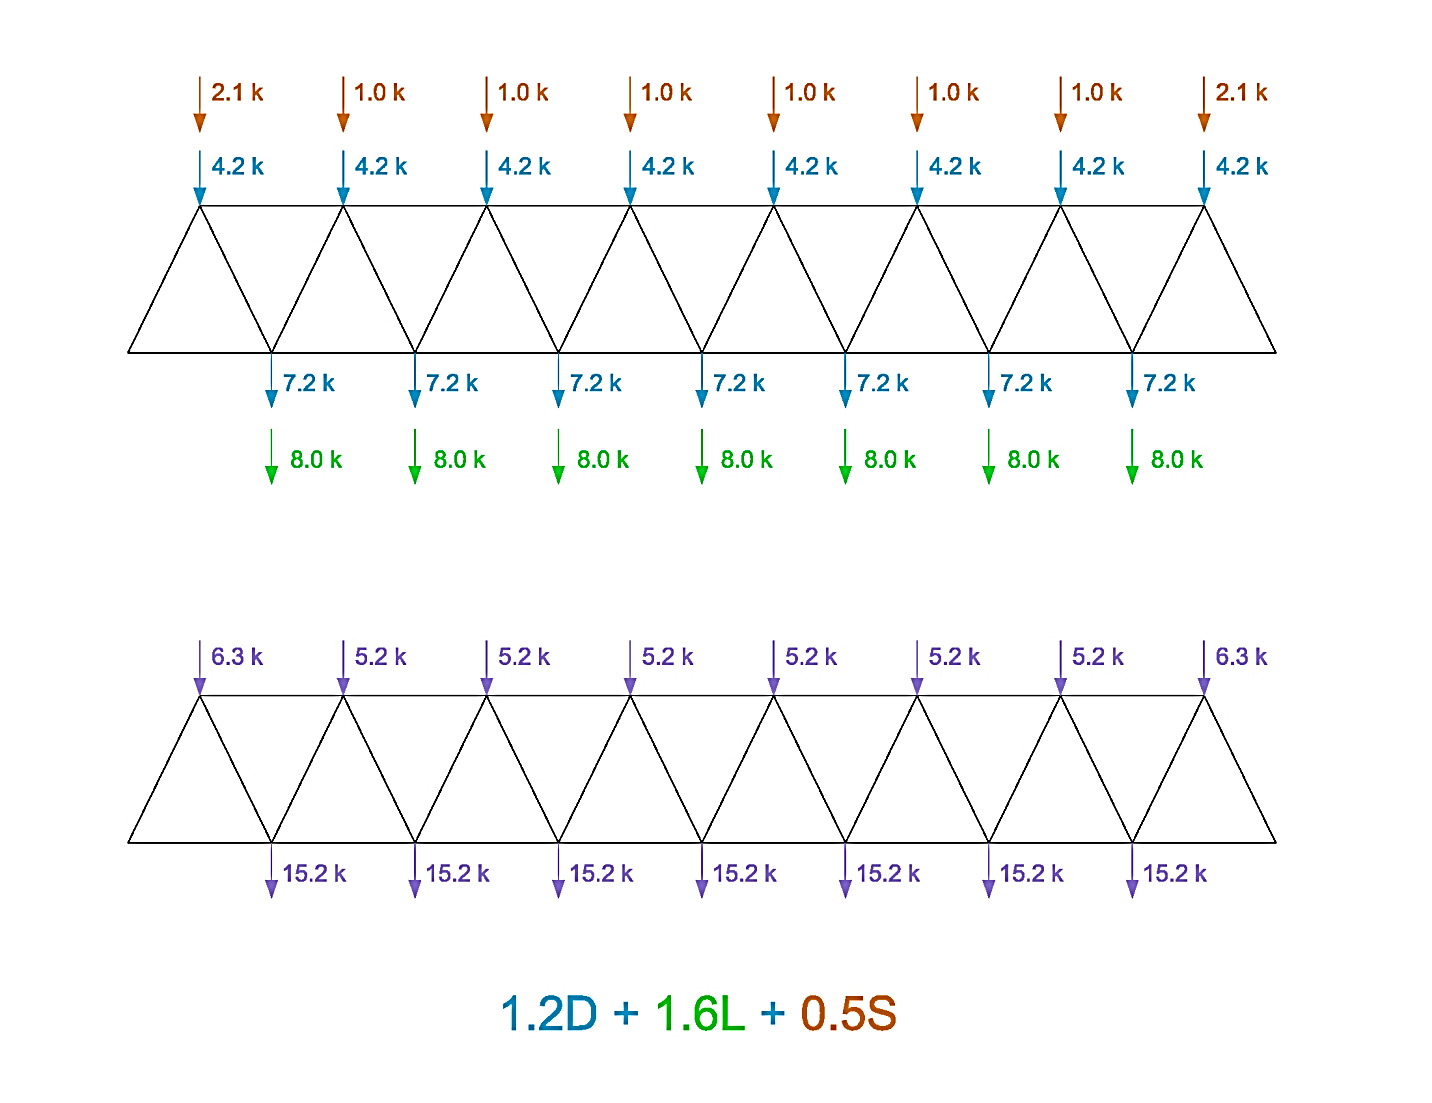 2.1 k 1.0 k 1.0 k 1.0 k 1.0 k 1.0 k 1.0 k 2.1 k
4.2 k 4.2 k 4.2 k 4.2 k 4.2 k 4.2 k 4.2 k 4.2 k
7.2 k 7.2 k 7.2 k 7.2 k 7.2 k 7.2 k 7.2 k
8.0 k 8.0 k 8.0 k 8.0 k 8.0 k 8.0 k 8.0 k
6.3 k 5.2 k 5.2 k 5.2 k 5.2 k 5.2 k 5.2 k 6.3 k
15.2 k 15.2 k 15.2 k 15.2 k 15.2 k 15.2 k 15.2 k
1.2D + 1.6L + 0.5S